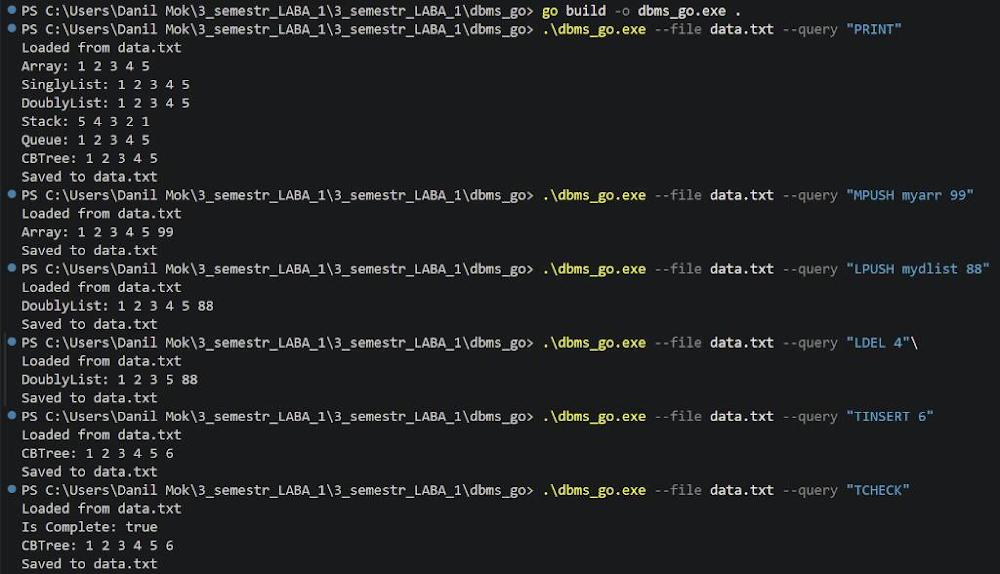 PS C:\Users\Danil Mok\3_semestr_LABA_1\3_semestr_LABA_1\dbms_go> go build -o dbms_go.exe .
PS C:\Users\Danil Mok\3_semestr_LABA_1\3_semestr_LABA_1\dbms_go> .\dbms_go.exe --file data.txt --query "PRINT"
Loaded from data.txt
Array: 1 2 3 4 5
SinglyList: 1 2 3 4 5
DoublyList: 1 2 3 4 5
Stack: 5 4 3 2 1
Queue: 1 2 3 4 5
CBTree: 1 2 3 4 5
Saved to data.txt
PS C:\Users\Danil Mok\3_semestr_LABA_1\3_semestr_LABA_1\dbms_go> .\dbms_go.exe --file data.txt --query "MPUSH myarr 99"
Loaded from data.txt
Array: 1 2 3 4 5 99
Saved to data.txt
PS C:\Users\Danil Mok\3_semestr_LABA_1\3_semestr_LABA_1\dbms_go> .\dbms_go.exe --file data.txt --query "LPUSH mydlist 88"
Loaded from data.txt
DoublyList: 1 2 3 4 5 88
Saved to data.txt
PS C:\Users\Danil Mok\3_semestr_LABA_1\3_semestr_LABA_1\dbms_go> .\dbms_go.exe --file data.txt --query "LDEL 4"\
Loaded from data.txt
DoublyList: 1 2 3 5 88
Saved to data.txt
PS C:\Users\Danil Mok\3_semestr_LABA_1\3_semestr_LABA_1\dbms_go> .\dbms_go.exe --file data.txt --query "TINSERT 6"
Loaded from data.txt
CBTree: 1 2 3 4 5 6
Saved to data.txt
PS C:\Users\Danil Mok\3_semestr_LABA_1\3_semestr_LABA_1\dbms_go> .\dbms_go.exe --file data.txt --query "TCHECK"
Loaded from data.txt
Is Complete: true
CBTree: 1 2 3 4 5 6
Saved to data.txt